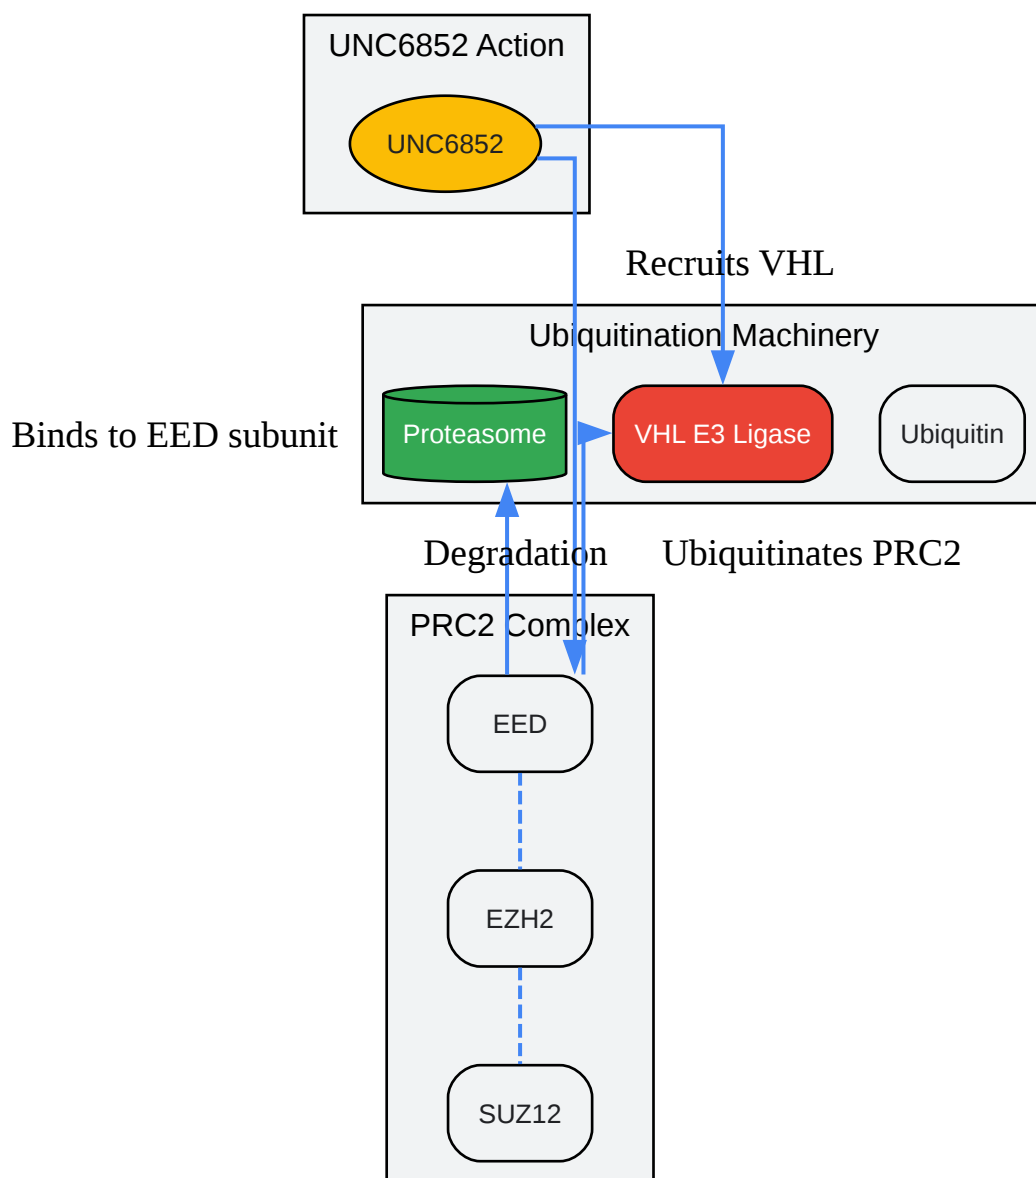 UNC6852 Action
UNC6852
Recruits VHL
Ubiquitination Machinery
Binds to EED subunit
Proteasome
VHL E3 Ligase
Ubiquitin
Degradation
Ubiquitinates PRC2
PRC2 Complex
EED
EZH2
SUZ12